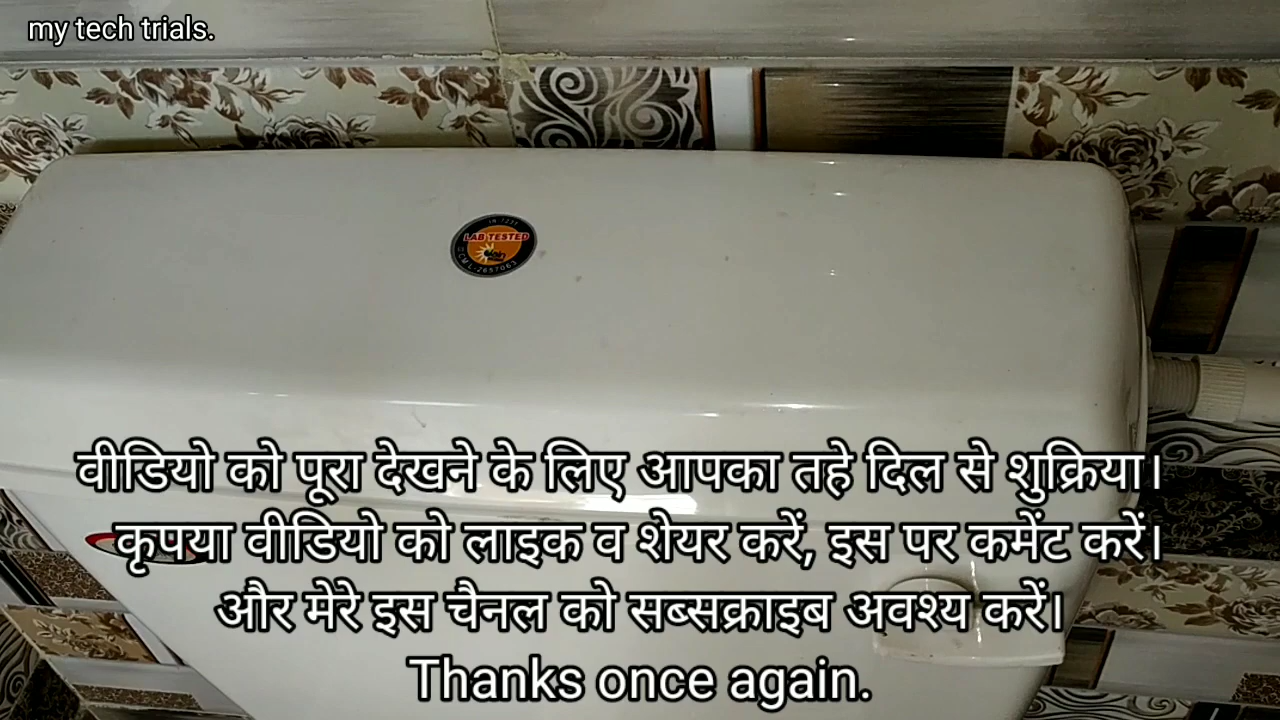 my tech trials.
LAB TESTED
वीडियो को पूरा देखने के लिए आपका तहे दिल से शुक्रिया।
कृपया वीडियो को लाइक व शेयर करें, इस पर कमेंट करें।
और मेरे इस चैनल को सब्सक्राइब अवश्य करें।
Thanks once again.